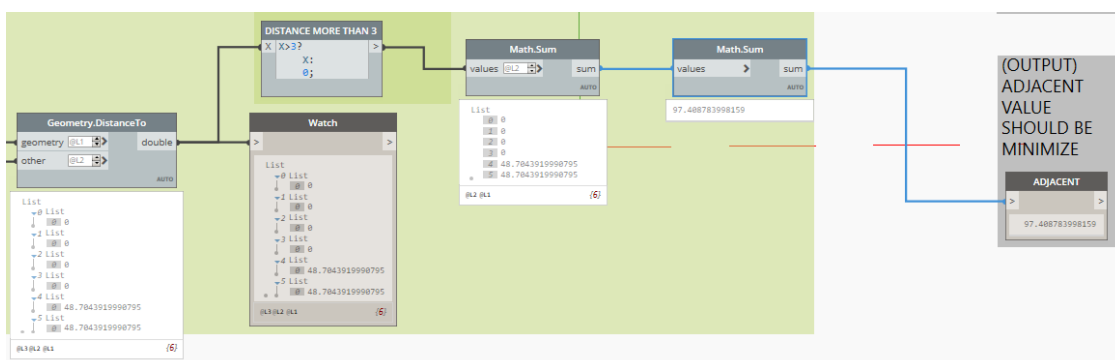 DISTANCE MORE THAN 3
X X>3? >
X:
0;
Math.Sum
values @L2 > sum
AUTO
List
0 0
1 0
2 0
3 0
4 48.7043919990795
5 48.7043919990795
@L2 @L1 {6}
Math.Sum
values > sum
AUTO
97.408783998159
(OUTPUT)
ADJACENT
VALUE
SHOULD BE
MINIMIZE
ADJACENT
> >
97.408783998159
Geometry.DistanceTo
geometry @L1 > double
other @L2 >
AUTO
List
0 List
0 0
1 List
0 0
2 List
0 0
3 List
0 0
4 List
0 48.7043919990795
5 List
0 48.7043919990795
@L3 @L2 @L1 {6}
Watch
> >
List
0 List
0 0
1 List
0 0
2 List
0 0
3 List
0 0
4 List
0 48.7043919990795
5 List
0 48.7043919990795
@L3 @L2 @L1 {6}